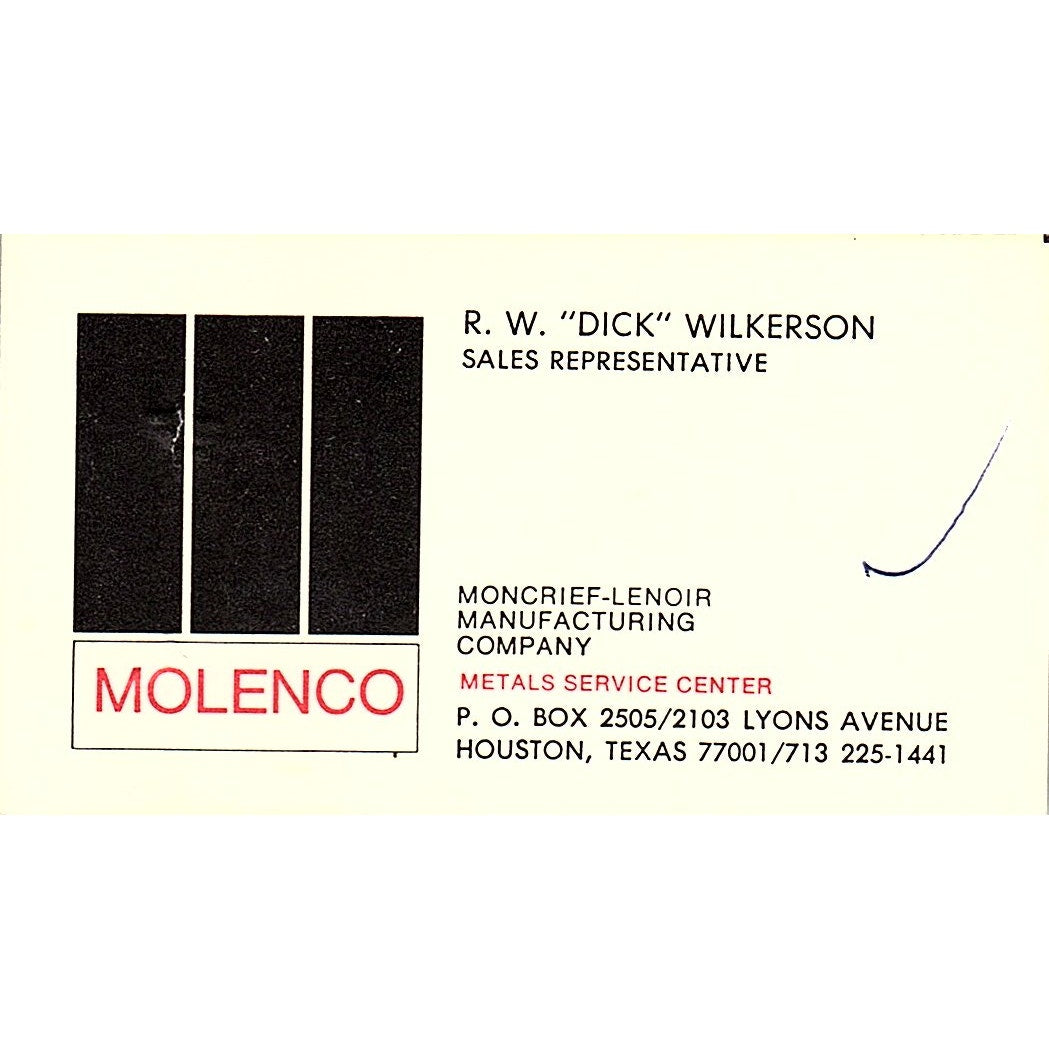 R. W. "DICK" WILKERSON
SALES REPRESENTATIVE
MONCRIEF-LENOIR
MANUFACTURING
COMPANY
METALS SERVICE CENTER
P. O. BOX 2505/2103 LYONS AVENUE
HOUSTON, TEXAS 77001/713 225-1441
MOLENCO